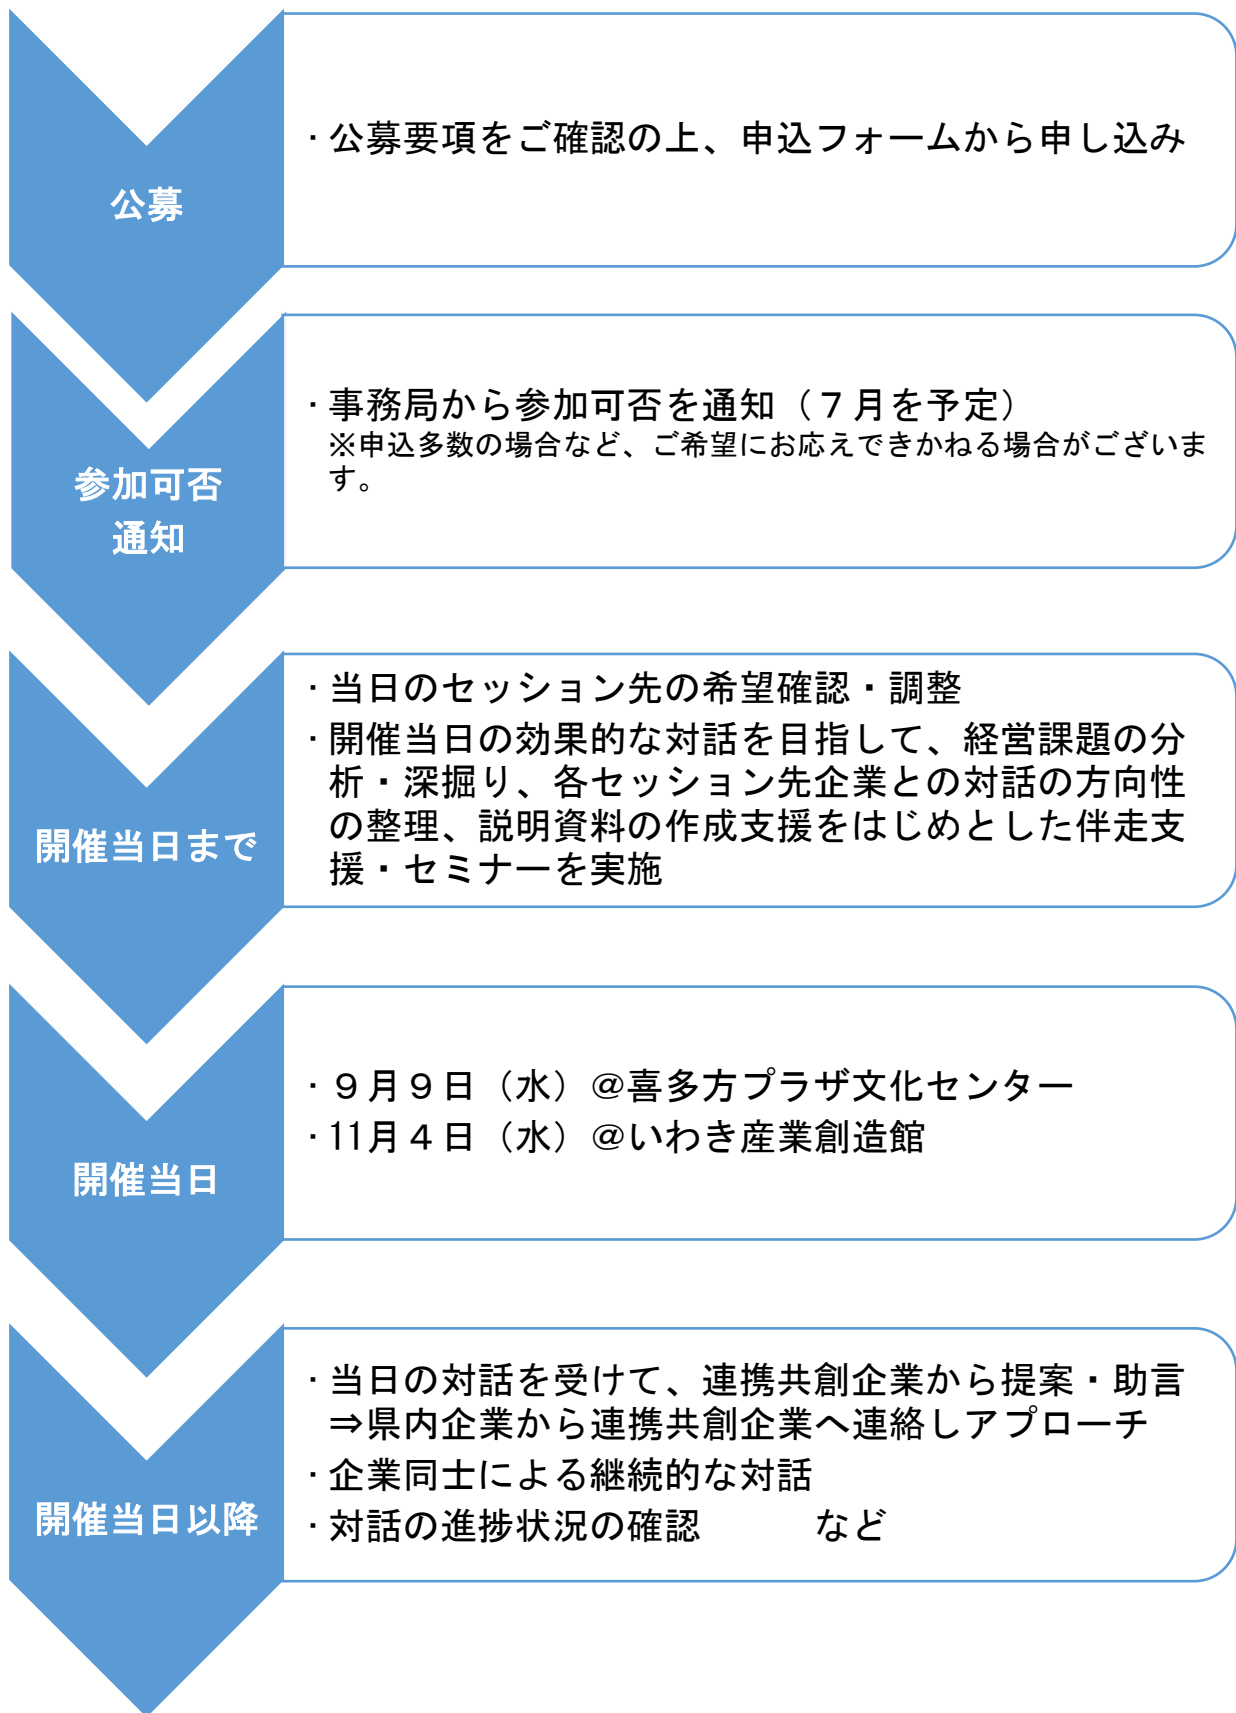 公募
・公募要項をご確認の上、申込フォームから申し込み
参加可否
通知
・事務局から参加可否を通知（７月を予定）
※申込多数の場合など、ご希望にお応えできかねる場合がございま
す。
開催当日まで
・当日のセッション先の希望確認・調整
・開催当日の効果的な対話を目指して、経営課題の分
析・深掘り、各セッション先企業との対話の方向性
の整理、説明資料の作成支援をはじめとした伴走支
援・セミナーを実施
開催当日
・９月９日（水）＠喜多方プラザ文化センター
・11月４日（水）＠いわき産業創造館
開催当日以降
・当日の対話を受けて、連携共創企業から提案・助言
⇒県内企業から連携共創企業へ連絡しアプローチ
・企業同士による継続的な対話
・対話の進捗状況の確認　　　など